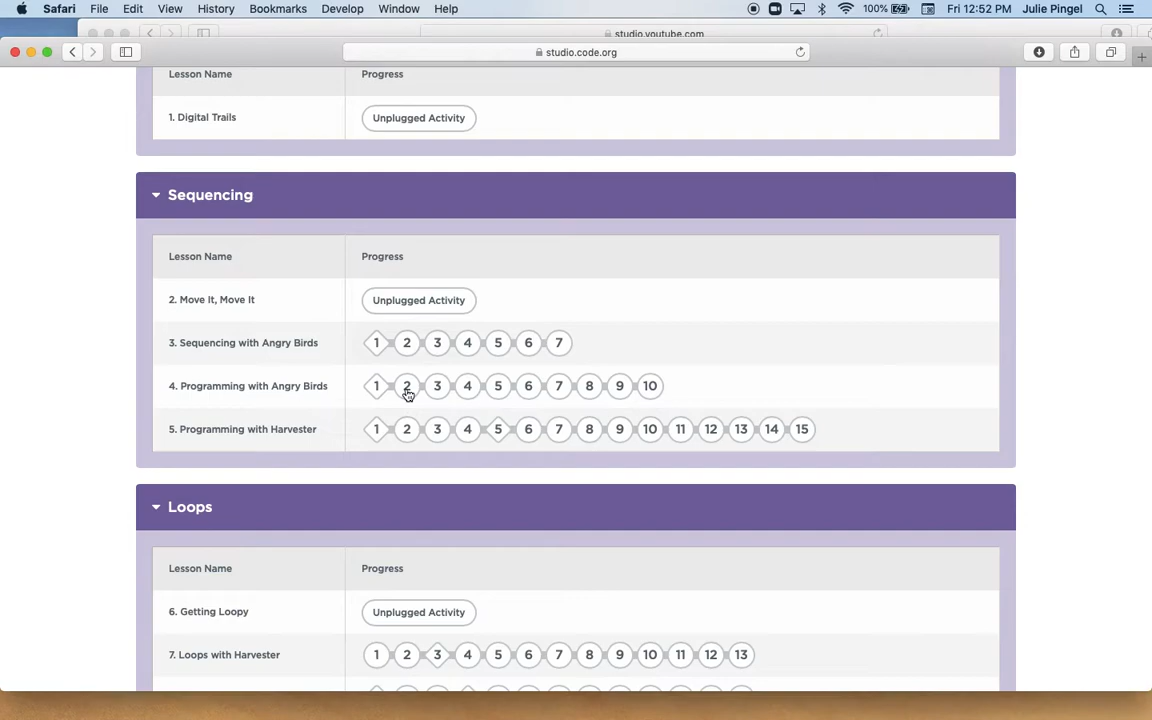 Safari File Edit View History Bookmarks Develop Window Help 100% Fri 12:52 PM Julie Pingel
studio.youtube.com
studio.code.org
Lesson Name Progress
1. Digital Trails Unplugged Activity
Sequencing
Lesson Name Progress
2. Move It, Move It Unplugged Activity
3. Sequencing with Angry Birds 1 2 3 4 5 6 7
4. Programming with Angry Birds 1 2 3 4 5 6 7 8 9 10
5. Programming with Harvester 1 2 3 4 5 6 7 8 9 10 11 12 13 14 15
Loops
Lesson Name Progress
6. Getting Loopy Unplugged Activity
7. Loops with Harvester 1 2 3 4 5 6 7 8 9 10 11 12 13